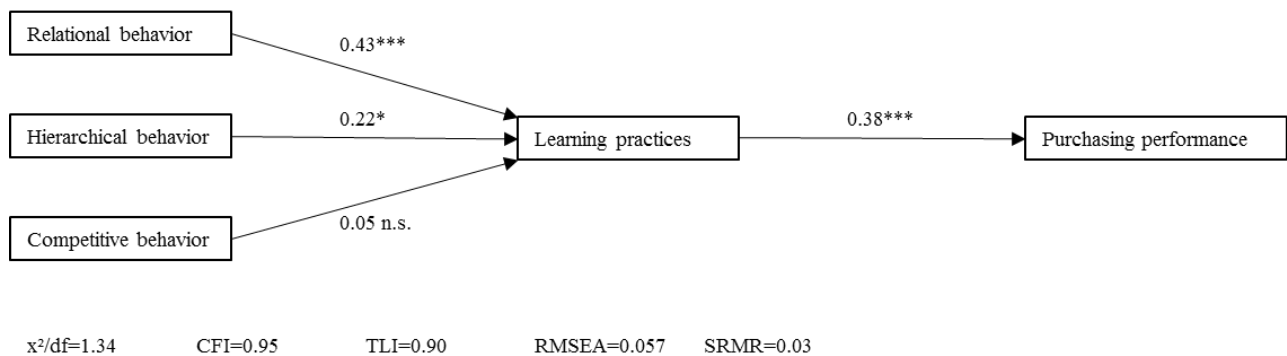 Relational behavior
0.43***
Hierarchical behavior
0.22*
Learning practices
0.38***
Purchasing performance
Competitive behavior
0.05 n.s.
x²/df=1.34 CFI=0.95 TLI=0.90 RMSEA=0.057 SRMR=0.03